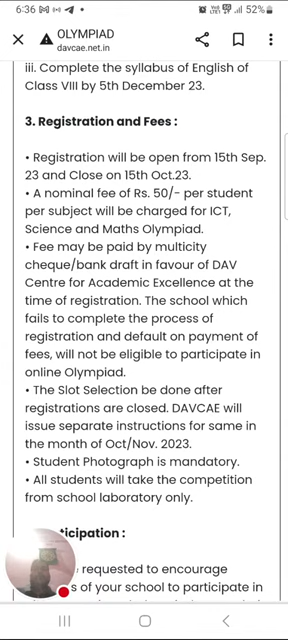 6:36
52%
OLYMPIAD
davcae.net.in
iii. Complete the syllabus of English of
Class VIII by 5th December 23.
3. Registration and Fees :
• Registration will be open from 15th Sep.
23 and Close on 15th Oct.23.
• A nominal fee of Rs. 50/- per student
per subject will be charged for ICT,
Science and Maths Olympiad.
• Fee may be paid by multicity
cheque/bank draft in favour of DAV
Centre for Academic Excellence at the
time of registration. The school which
fails to complete the process of
registration and default on payment of
fees, will not be eligible to participate in
online Olympiad.
• The Slot Selection be done after
registrations are closed. DAVCAE will
issue separate instructions for same in
the month of Oct/Nov. 2023.
• Student Photograph is mandatory.
• All students will take the competition
from school laboratory only.
ticipation :
requested to encourage
s of your school to participate in